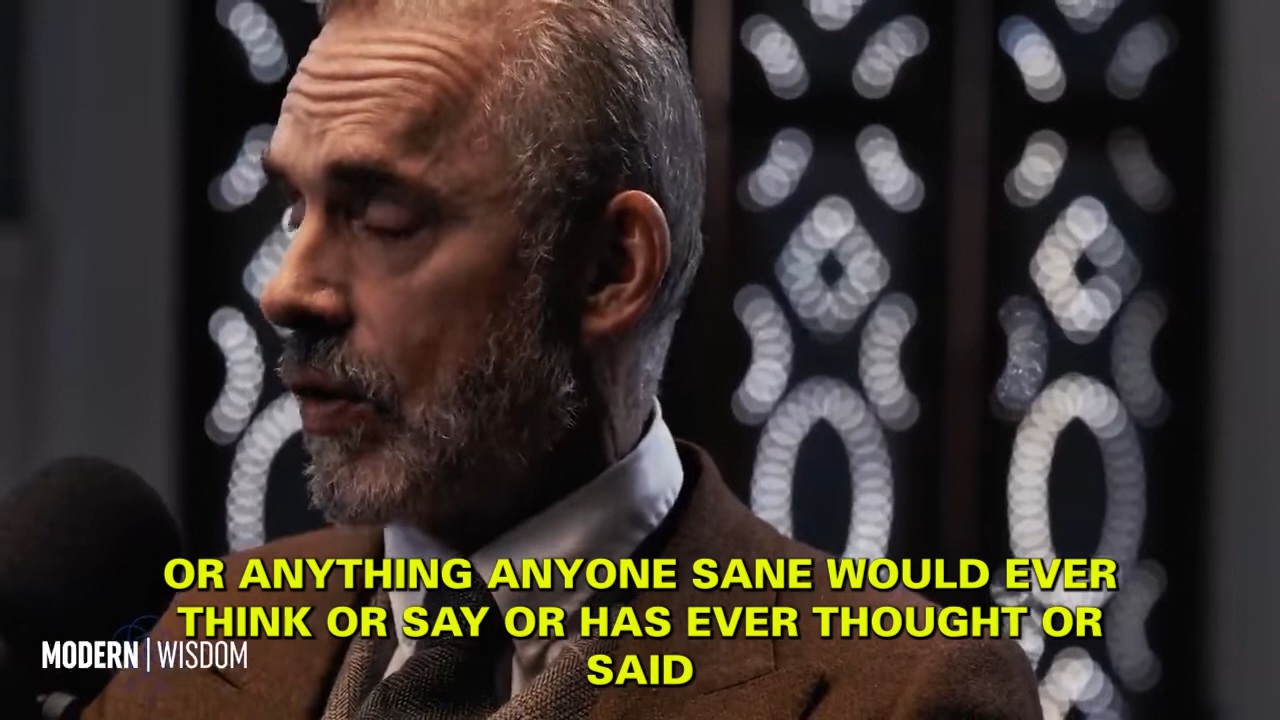 OR ANYTHING ANYONE SANE WOULD EVER
THINK OR SAY OR HAS EVER THOUGHT OR
SAID
MODERN | WISDOM